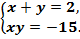 x + y = 2,
xy = −15.